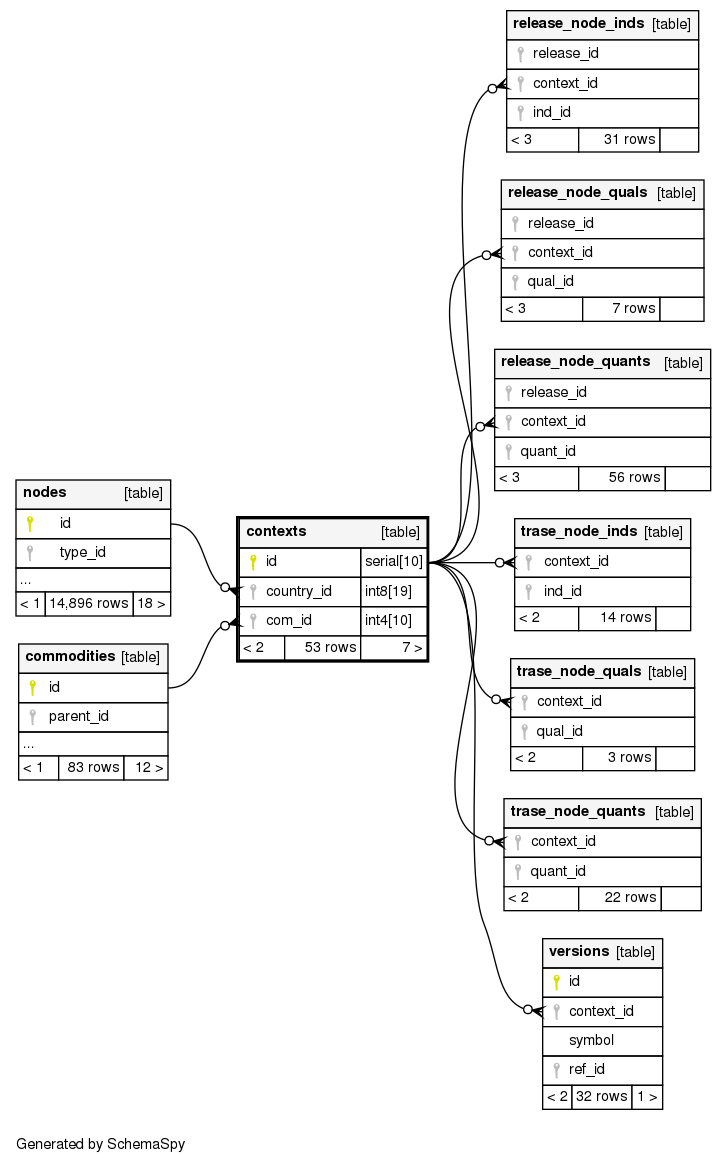 release_node_inds [table]
release_id
context_id
ind_id
< 3 31 rows
release_node_quals [table]
release_id
context_id
qual_id
< 3 7 rows
release_node_quants [table]
release_id
context_id
quant_id
< 3 56 rows
nodes [table]
id
type_id
...
< 1 14,896 rows 18 >
commodities [table]
id
parent_id
...
< 1 83 rows 12 >
contexts [table]
id serial[10]
country_id int8[19]
com_id int4[10]
< 2 53 rows 7 >
trase_node_inds [table]
context_id
ind_id
< 2 14 rows
trase_node_quals [table]
context_id
qual_id
< 2 3 rows
trase_node_quants [table]
context_id
quant_id
< 2 22 rows
versions [table]
id
context_id
symbol
ref_id
< 2 32 rows 1 >
Generated by SchemaSpy